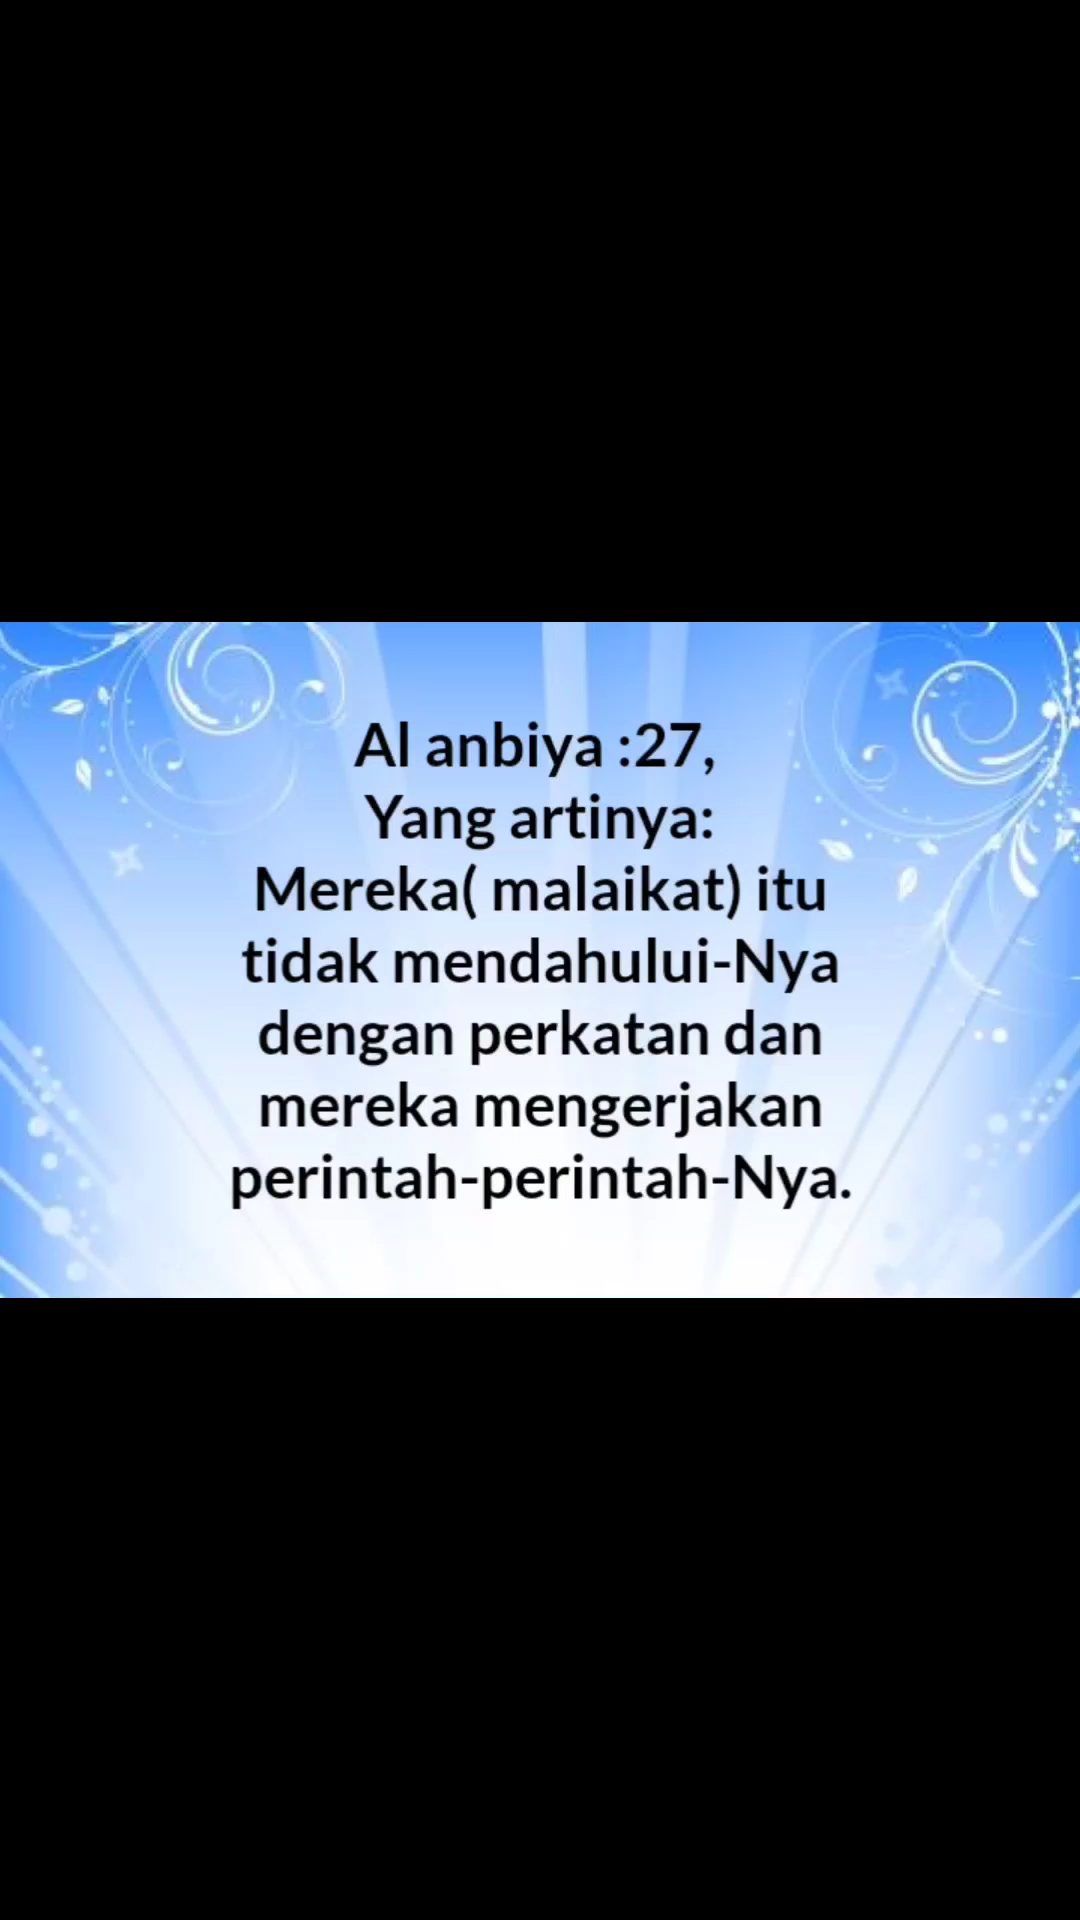 Al anbiya :27,
Yang artinya:
Mereka( malaikat) itu
tidak mendahului-Nya
dengan perkatan dan
mereka mengerjakan
perintah-perintah-Nya.